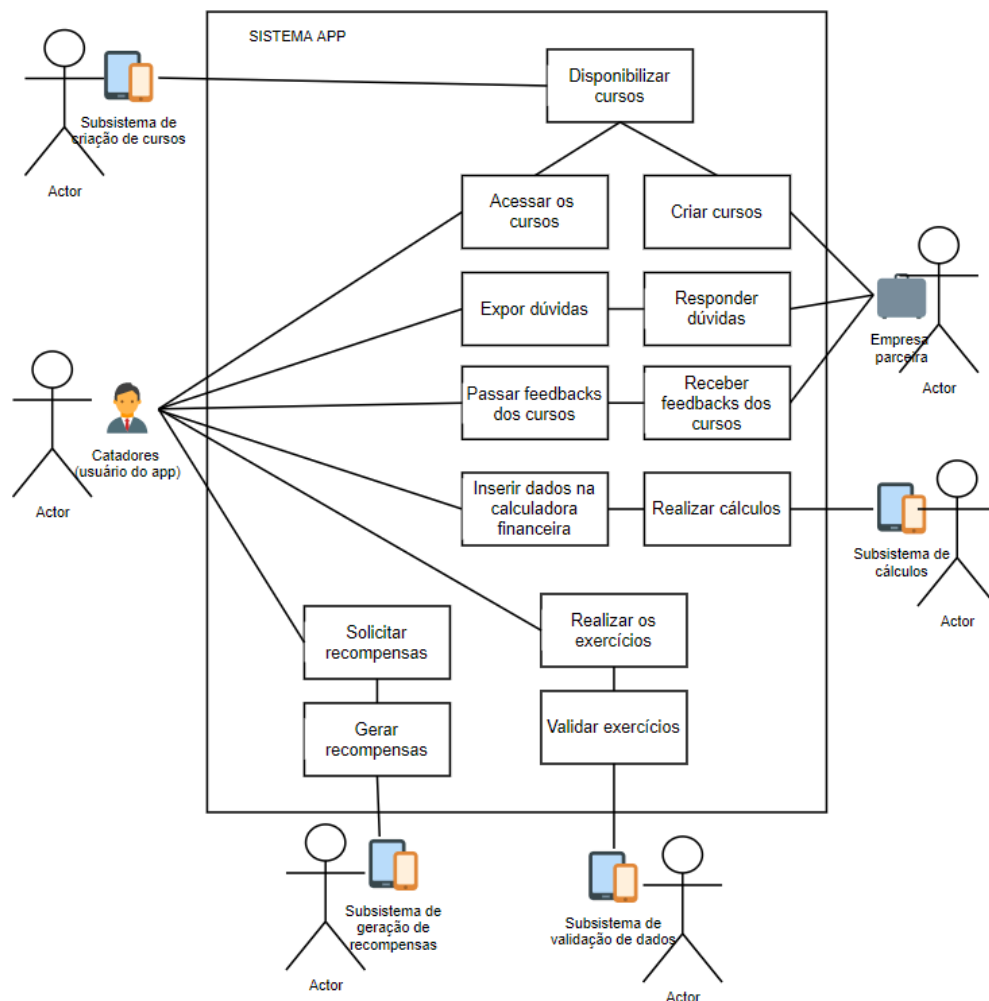 SISTEMA APP
Disponibilizar
cursos
Subsistema de
criação de cursos
Actor
Acessar os
cursos
Criar cursos
Expor dúvidas
Responder
dúvidas
Empresa
parceira
Actor
Passar feedbacks
dos cursos
Receber
feedbacks dos
cursos
Catadores
(usuário do app)
Actor
Inserir dados na
calculadora
financeira
Realizar cálculos
Subsistema de
cálculos
Actor
Solicitar
recompensas
Realizar os
exercícios
Gerar
recompensas
Validar exercícios
Subsistema de
geração de
recompensas
Actor
Subsistema de
validação de dados
Actor